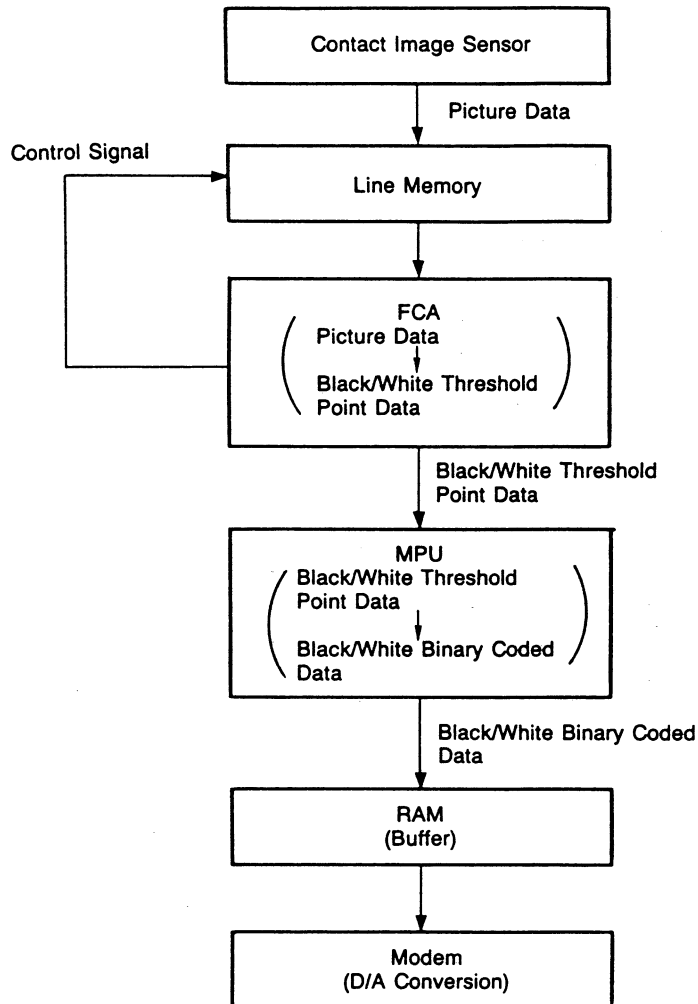 Contact Image Sensor
Picture Data
Control Signal
Line Memory
FCA
Picture Data
Black/White Threshold
Point Data
Black/White Threshold
Point Data
MPU
Black/White Threshold
Point Data
Black/White Binary Coded
Data
Black/White Binary Coded
Data
RAM
(Buffer)
Modem
(D/A Conversion)